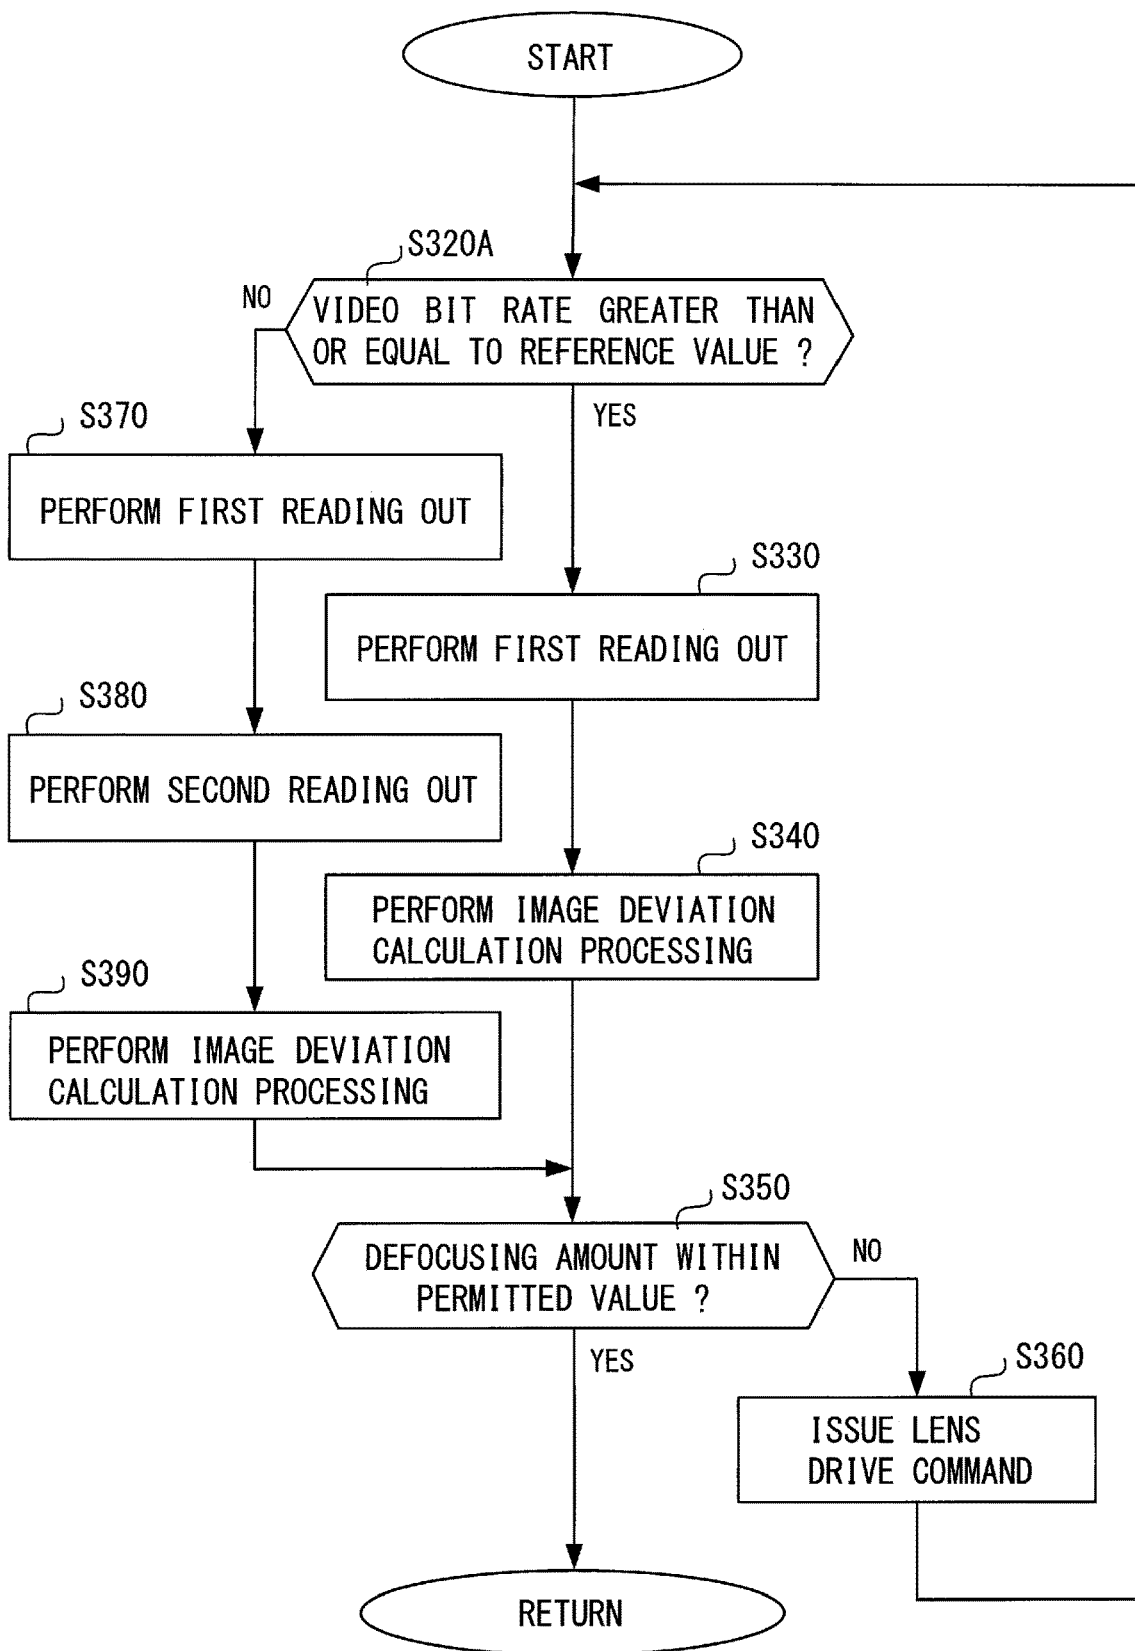 START
S320A
NO
VIDEO BIT RATE GREATER THAN
OR EQUAL TO REFERENCE VALUE ?
YES
S370
PERFORM FIRST READING OUT
S330
PERFORM FIRST READING OUT
S380
PERFORM SECOND READING OUT
S340
PERFORM IMAGE DEVIATION
CALCULATION PROCESSING
S390
PERFORM IMAGE DEVIATION
CALCULATION PROCESSING
S350
DEFOCUSING AMOUNT WITHIN
PERMITTED VALUE ?
NO
YES
S360
ISSUE LENS
DRIVE COMMAND
RETURN